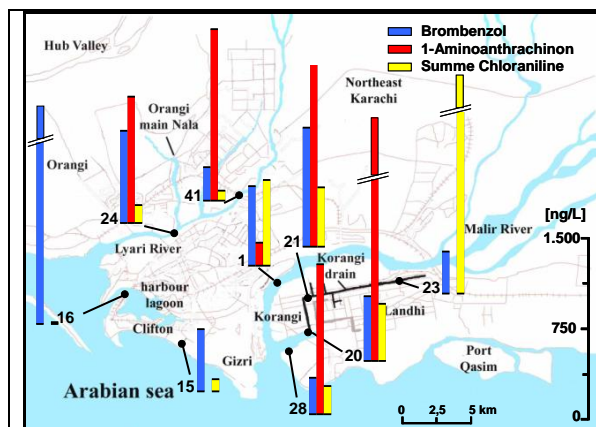 Hub Valley
Brombenzol
1-Aminoanthrachinon
Summe Chloraniline
Orangi
main Nala
Northeast
Karachi
Orangi
41
24
Lyari River
1
21
Korangi
drain
Malir River
[ng/L]
1.500
harbour
lagoon
16
Clifton
Korangi
23
Landhi
750
15
Gizri
20
Port
Qasim
Arabian sea
28
0
2,5
5 km
0